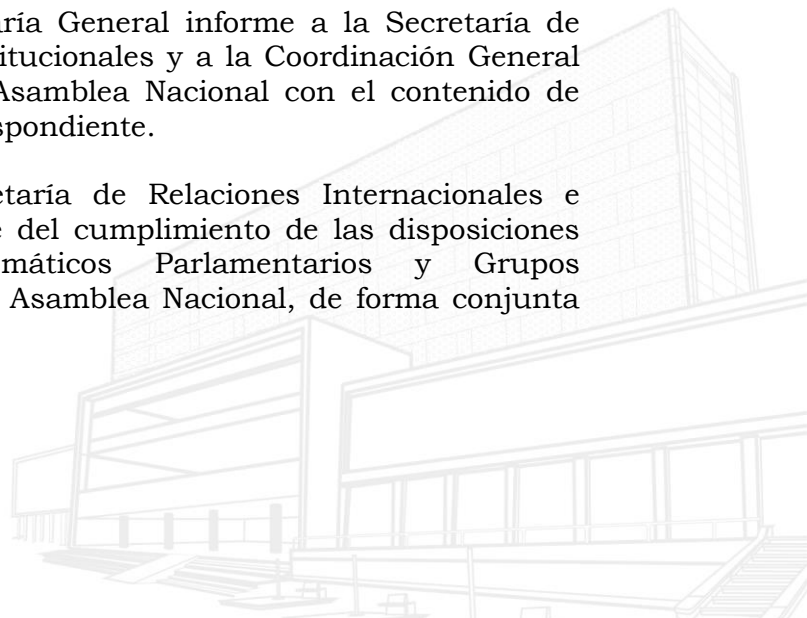 aría General informe a la Secretaría de
itucionales y a la Coordinación General
Asamblea Nacional con el contenido de
spondiente.
etaría de Relaciones Internacionales e
e del cumplimiento de las disposiciones
máticos Parlamentarios y Grupos
Asamblea Nacional, de forma conjunta